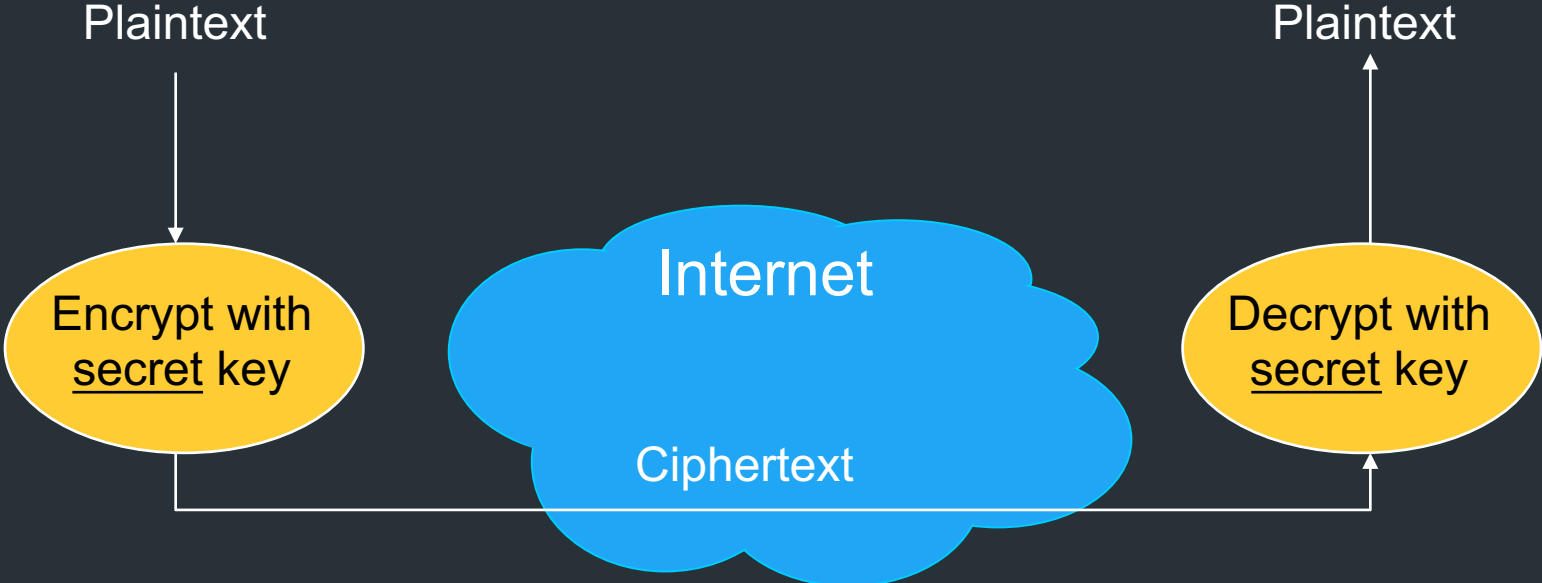 Plaintext
Plaintext
Internet
Encrypt with
secret key
Decrypt with
secret key
Ciphertext